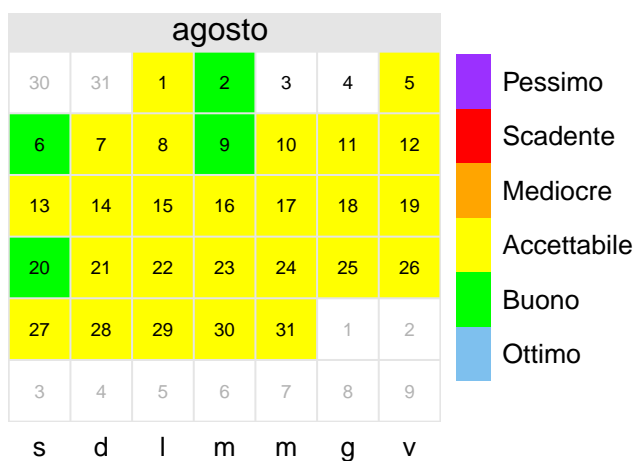 agosto
30 31 1 2 3 4 5
6 7 8 9 10 11 12
13 14 15 16 17 18 19
20 21 22 23 24 25 26
27 28 29 30 31 1 2
3 4 5 6 7 8 9
s d l m m g v
Pessimo
Scadente
Mediocre
Accettabile
Buono
Ottimo